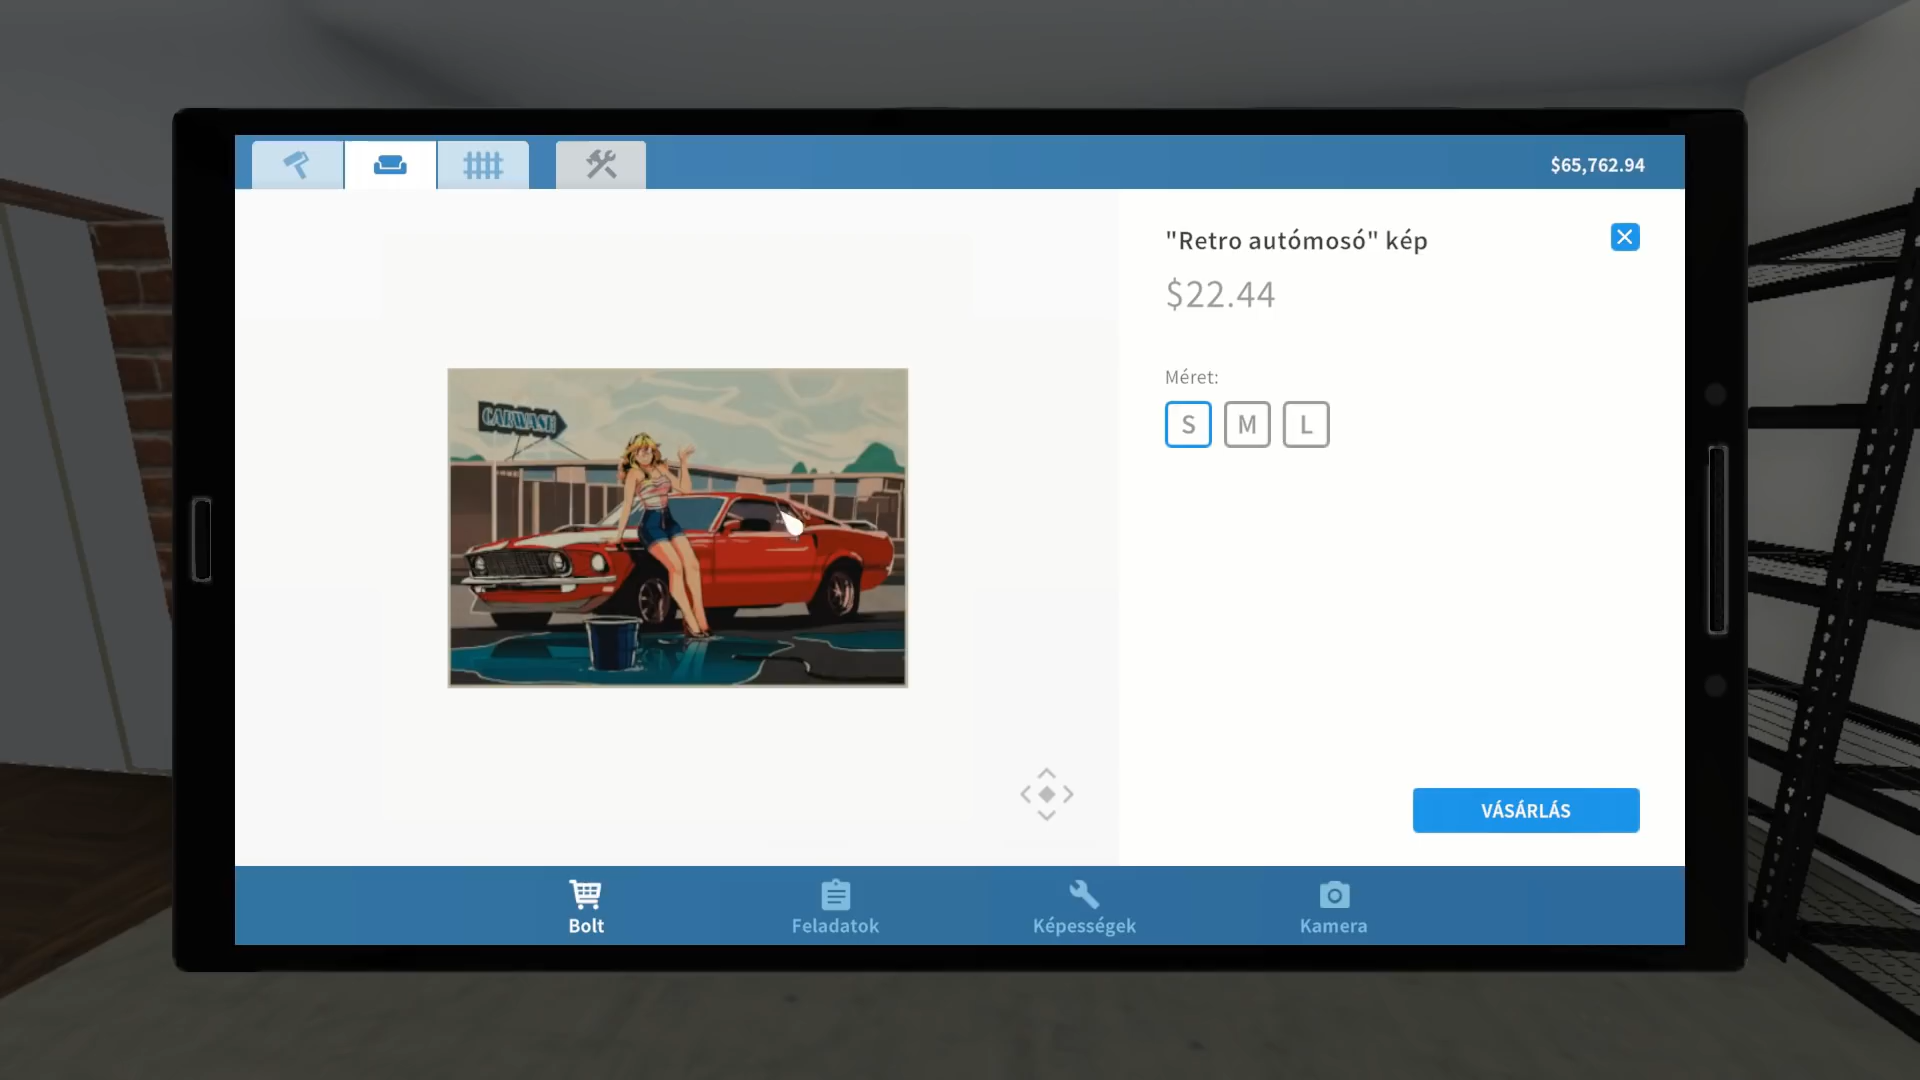 $65,762.94
"Retro autómosó" kép
$22.44
Méret:
S M L
CARWASH
VÁSÁRLÁS
Bolt Feladatok Képességek Kamera